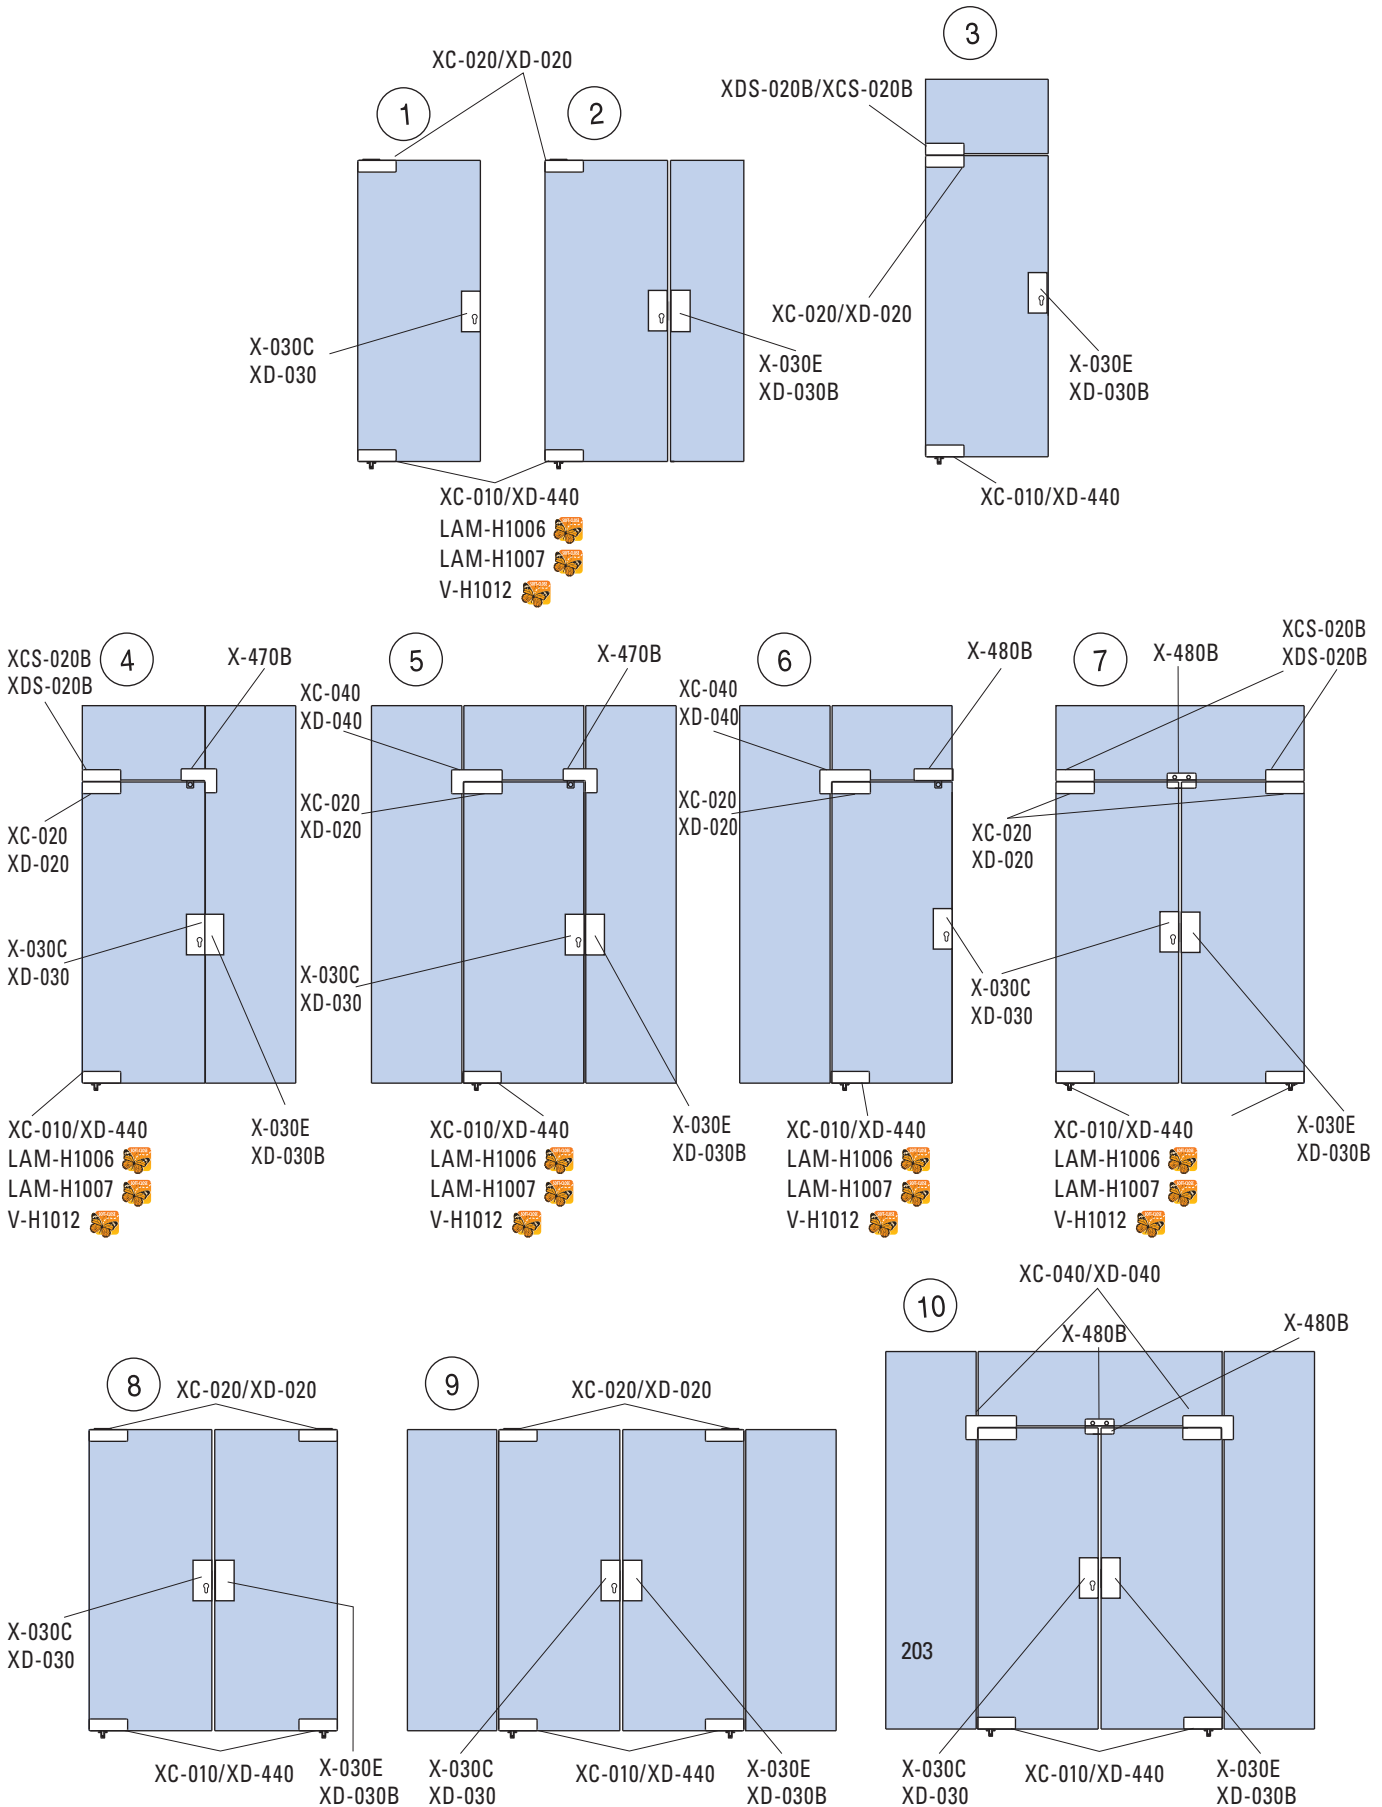 3
XC-020/XD-020
XDS-020B/XCS-020B
1
2
X-030C
XD-030
X-030E
XD-030B
XC-020/XD-020
X-030E
XD-030B
XC-010/XD-440
LAM-H1006
LAM-H1007
V-H1012
XC-010/XD-440
4
XCS-020B
XDS-020B
X-470B
XC-020
XD-020
X-030C
XD-030
XC-010/XD-440
LAM-H1006
LAM-H1007
V-H1012
X-030E
XD-030B
5
X-470B
XC-040
XD-040
XC-020
XD-020
X-030C
XD-030
XC-010/XD-440
LAM-H1006
LAM-H1007
V-H1012
X-030E
XD-030B
6
X-480B
XC-040
XD-040
XC-020
XD-020
X-030C
XD-030
XC-010/XD-440
LAM-H1006
LAM-H1007
V-H1012
7
X-480B
XCS-020B
XDS-020B
XC-020
XD-020
XC-010/XD-440
LAM-H1006
LAM-H1007
V-H1012
X-030E
XD-030B
8
XC-020/XD-020
X-030C
XD-030
XC-010/XD-440
X-030E
XD-030B
9
XC-020/XD-020
X-030C
XD-030
XC-010/XD-440
X-030E
XD-030B
10
XC-040/XD-040
X-480B
X-480B
203
X-030C
XD-030
XC-010/XD-440
X-030E
XD-030B